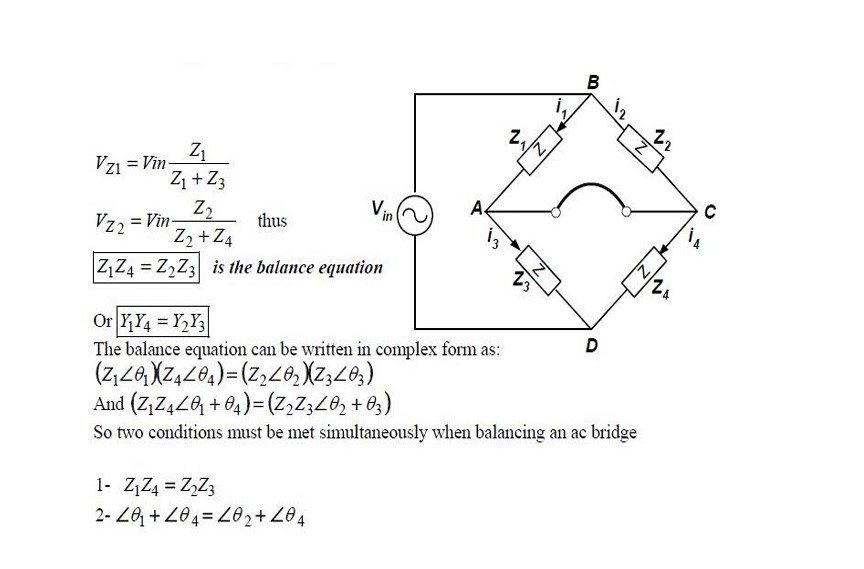 V_Z1 = Vin Z₁ / (Z₁ + Z₃)
V_Z2 = Vin Z₂ / (Z₂ + Z₄) thus
Z₁Z₄ = Z₂Z₃ is the balance equation
Or Y₁Y₄ = Y₂Y₃
The balance equation can be written in complex form as:
(Z₁∠θ₁)(Z₄∠θ₄)=(Z₂∠θ₂)(Z₃∠θ₃)
And (Z₁Z₄∠θ₁ + θ₄)=(Z₂Z₃∠θ₂ + θ₃)
So two conditions must be met simultaneously when balancing an ac bridge
1- Z₁Z₄ = Z₂Z₃
2- ∠θ₁ + ∠θ₄ = ∠θ₂ + ∠θ₄
B
i₁ i₂
Z₁ Z Z Z₂
V_in A C
i₃ i₄
Z₃ Z Z Z₄
D